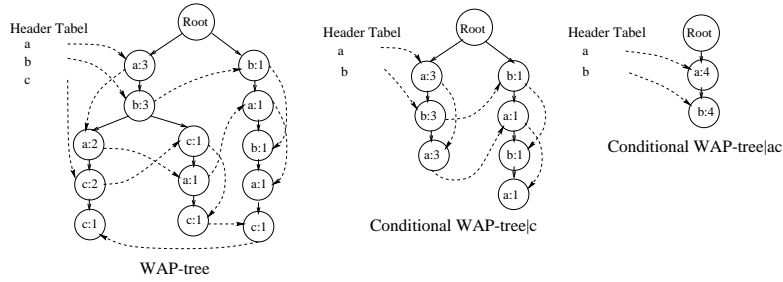 Header Tabel
a
b
c
Root
a:3
b:1
b:3
a:1
a:2
c:1
b:1
c:2
a:1
a:1
c:1
c:1
c:1
WAP-tree
Header Tabel
a
b
Root
a:3
b:1
b:3
a:1
a:3
b:1
a:1
Conditional WAP-tree|c
Header Tabel
a
b
Root
a:4
b:4
Conditional WAP-tree|ac